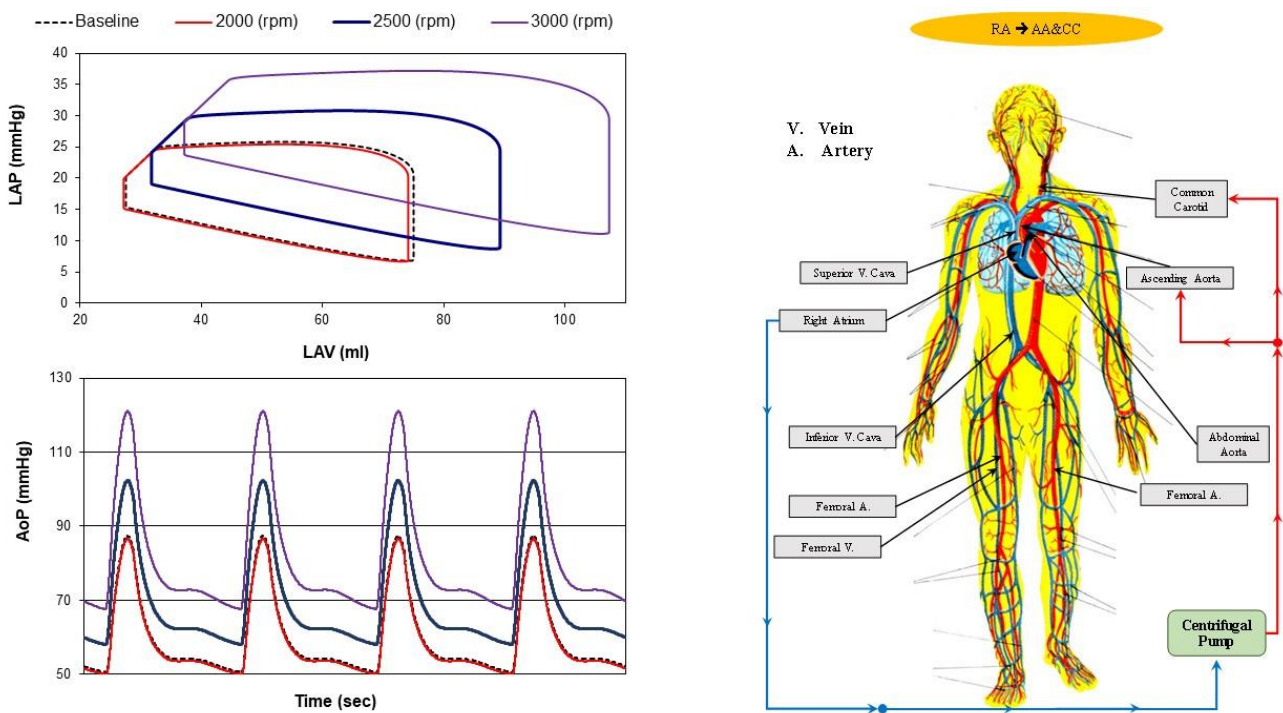 Baseline
2000 (rpm)
2500 (rpm)
3000 (rpm)
LAP (mmHg)
40
35
30
25
20
15
10
5
0
20
40
60
80
100
LAV (ml)
AoP (mmHg)
130
110
90
70
50
Time (sec)
RA ➔ AA&CC
V. Vein
A. Artery
Common
Carotid
Superior V. Cava
Ascending Aorta
Right Atrium
Inferior V. Cava
Abdominal
Aorta
Femoral A.
Femoral A.
Femoral V.
Centrifugal
Pump